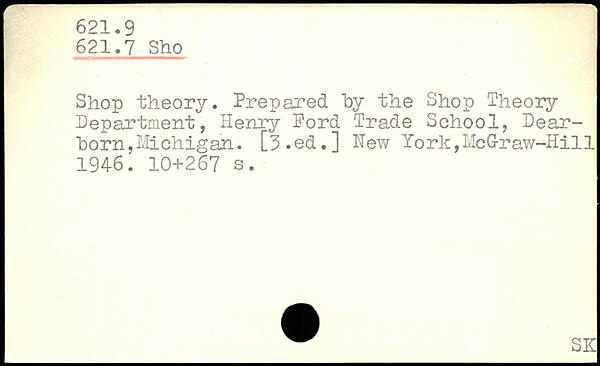 621.9
621.7 Sho
Shop theory. Prepared by the Shop Theory
Department, Henry Ford Trade School, Dear-
born,Michigan. [3.ed.] New York,McGraw-Hill
1946. 10+267 s.
SK